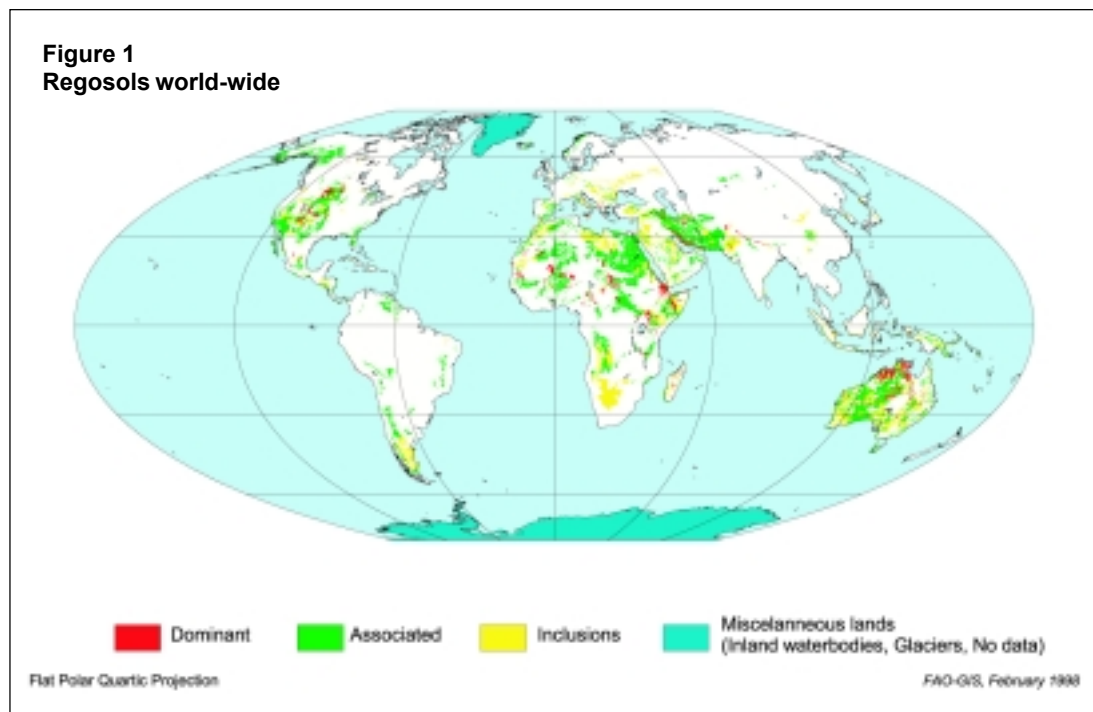 Figure 1
Regosols world-wide
Dominant
Associated
Inclusions
Miscelanneous lands
(Inland waterbodies, Glaciers, No data)
Flat Polar Quartic Projection
FAO-GIS, February 1998